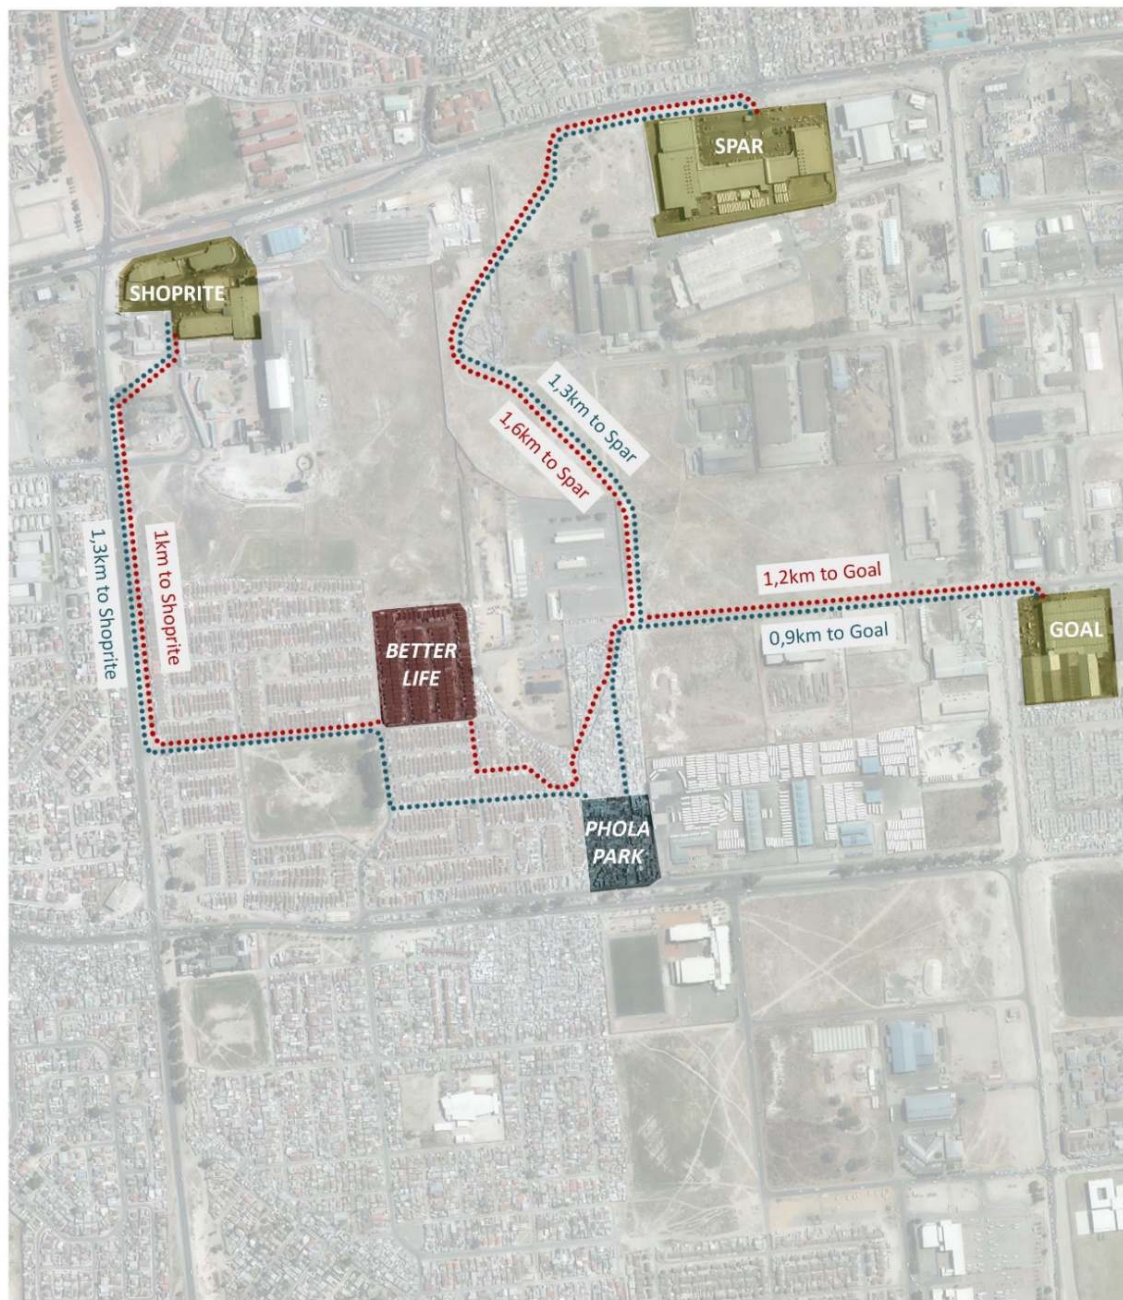 SPAR
SHOPRITE
1,3km to Spar
1,6km to Spar
1,3km to Shoprite
1km to Shoprite
1,2km to Goal
0,9km to Goal
GOAL
BETTER
LIFE
PHOLA
PARK